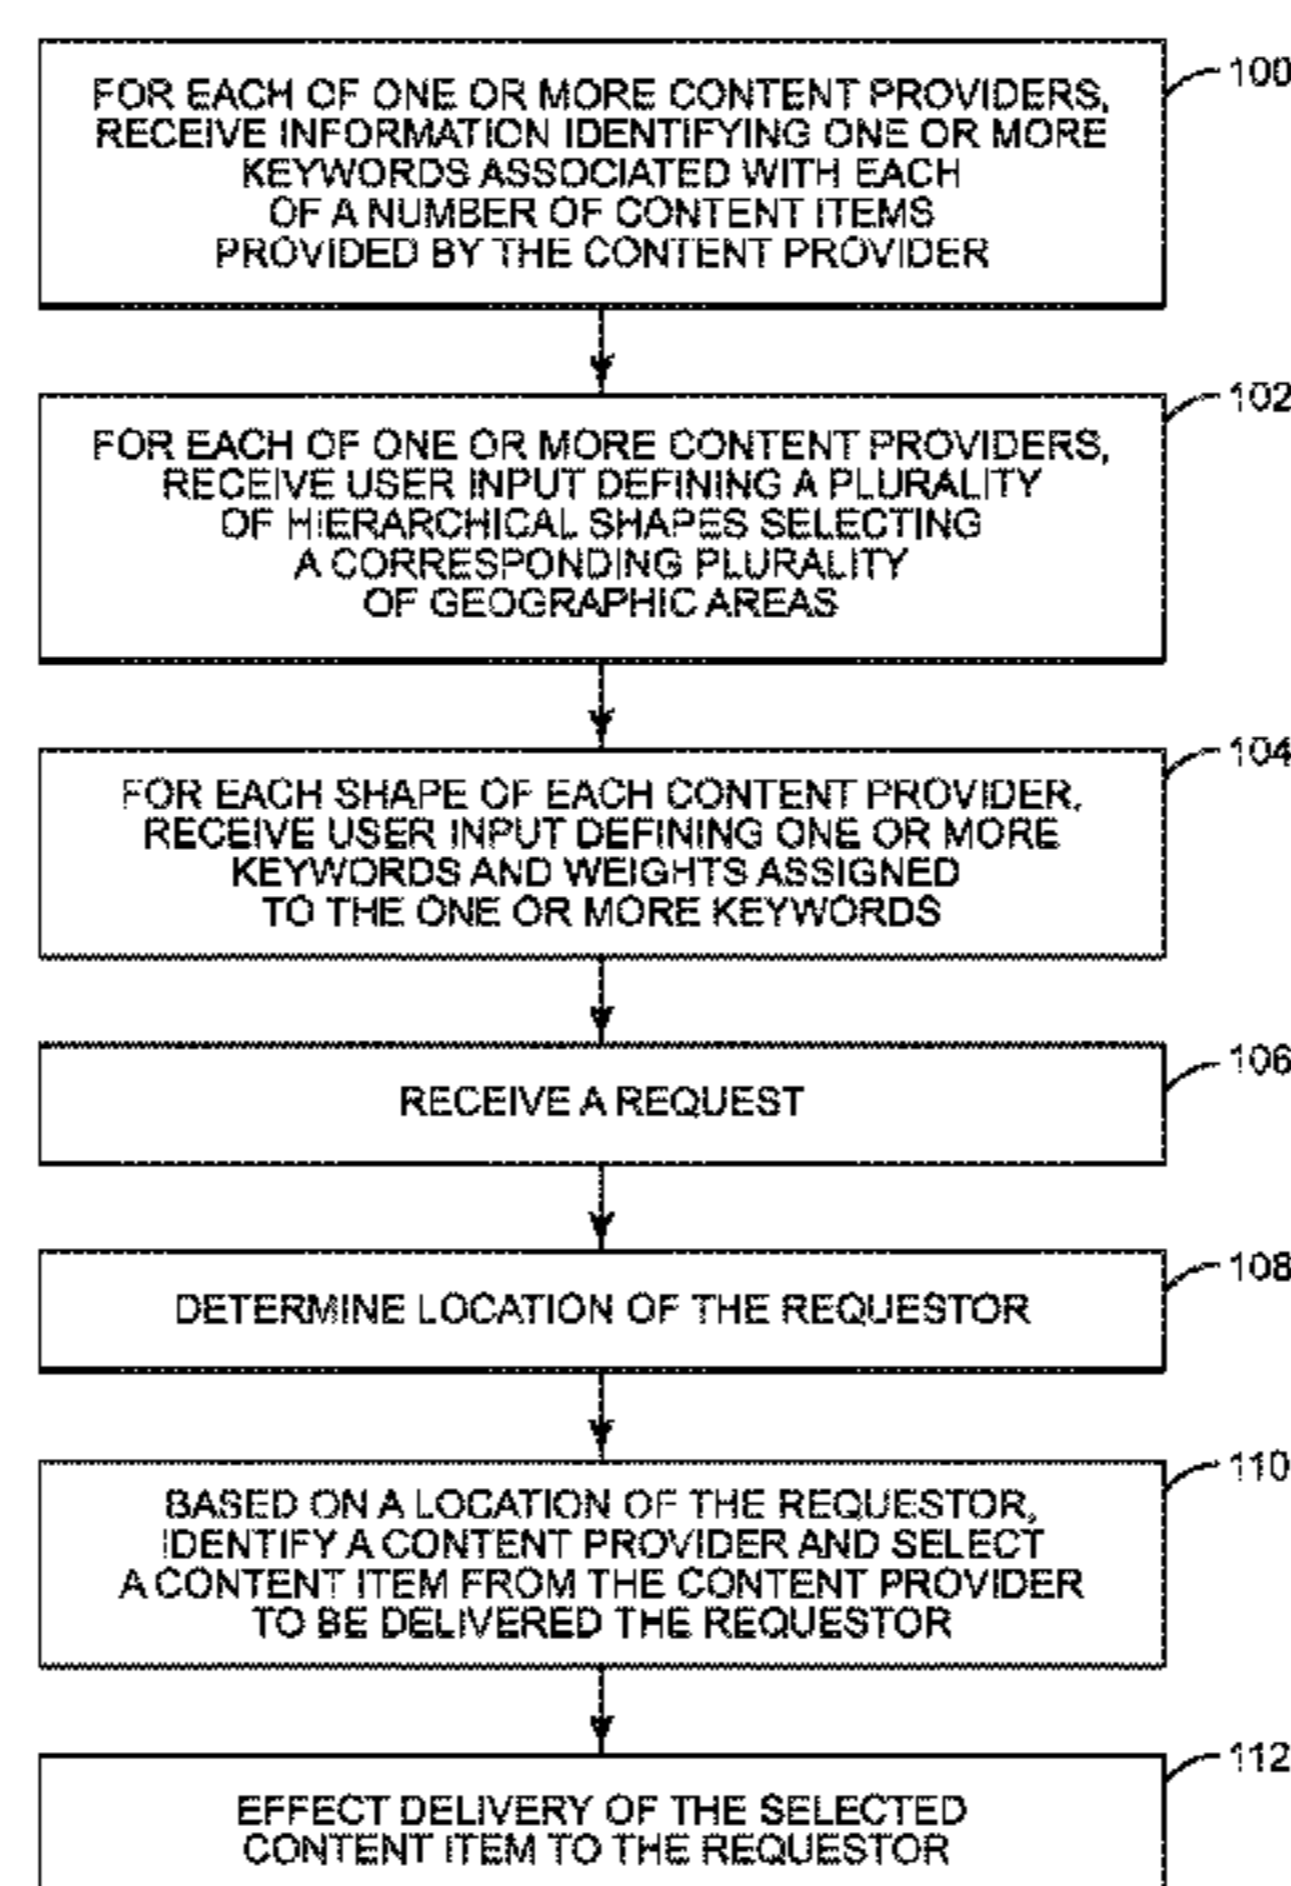 100
FOR EACH OF ONE OR MORE CONTENT PROVIDERS,
RECEIVE INFORMATION IDENTIFYING ONE OR MORE
KEYWORDS ASSOCIATED WITH EACH
OF A NUMBER OF CONTENT ITEMS
PROVIDED BY THE CONTENT PROVIDER
102
FOR EACH OF ONE OR MORE CONTENT PROVIDERS,
RECEIVE USER INPUT DEFINING A PLURALITY
OF HIERARCHICAL SHAPES SELECTING
A CORRESPONDING PLURALITY
OF GEOGRAPHIC AREAS
104
FOR EACH SHAPE OF EACH CONTENT PROVIDER,
RECEIVE USER INPUT DEFINING ONE OR MORE
KEYWORDS AND WEIGHTS ASSIGNED
TO THE ONE OR MORE KEYWORDS
106
RECEIVE A REQUEST
108
DETERMINE LOCATION OF THE REQUESTOR
110
BASED ON A LOCATION OF THE REQUESTOR,
IDENTIFY A CONTENT PROVIDER AND SELECT
A CONTENT ITEM FROM THE CONTENT PROVIDER
TO BE DELIVERED THE REQUESTOR
112
EFFECT DELIVERY OF THE SELECTED
CONTENT ITEM TO THE REQUESTOR